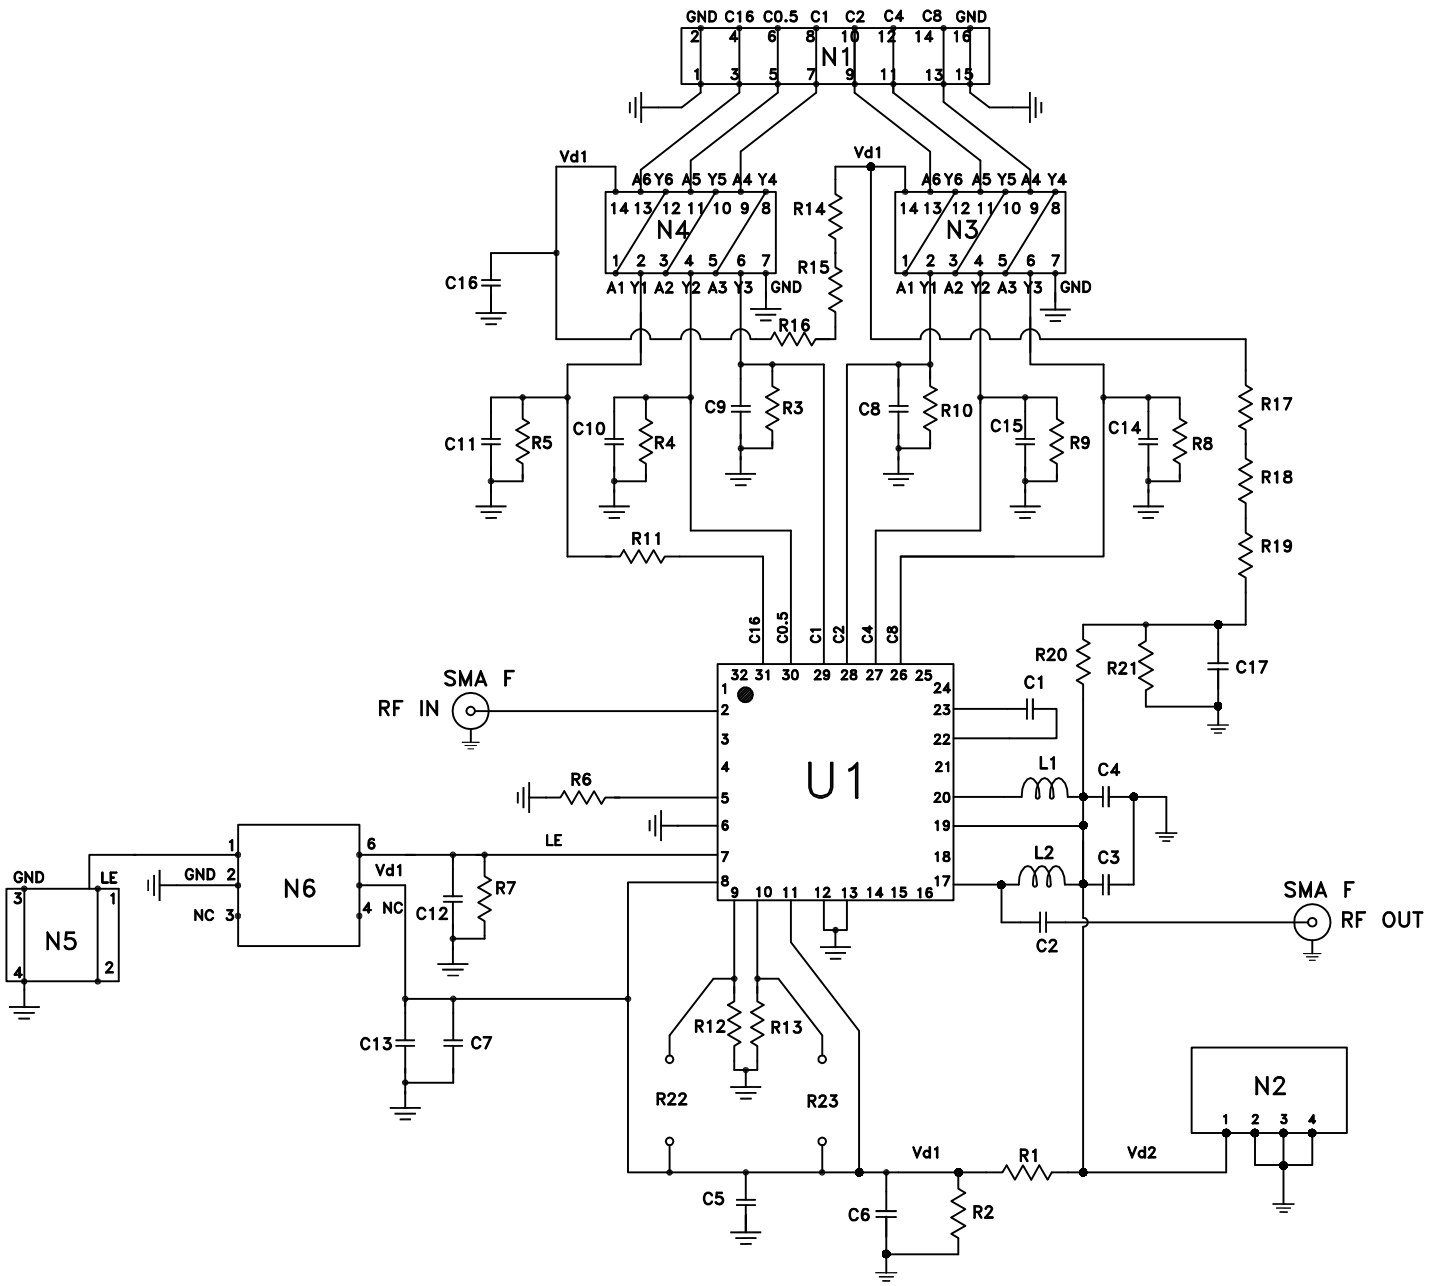 GND C16 C0.5 C1 C2 C4 C8 GND
2 4 6 8 10 12 14 16
N1
1 3 5 7 9 11 13 15
Vd1 Vd1
A6 Y6 A5 Y5 A4 Y4 A6 Y6 A5 Y5 A4 Y4
14 13 12 11 10 9 8 R14 14 13 12 11 10 9 8
N4 N3
1 2 3 4 5 6 7 R15 1 2 3 4 5 6 7
C16 A1 Y1 A2 Y2 A3 Y3 GND A1 Y1 A2 Y2 A3 Y3 GND
R16
C9 R3 C8 R10 R17
C11 R5 C10 R4 C15 R9 C14 R8
R18
R11 R19
C16 C0.5 C1 C2 C4 C8
R20 R21 C17
32 31 30 29 28 27 26 25
SMA F 1 24 C1
RF IN 2 23
3 22
4 U1 21 L1 C4
R6 5 20
6 19
1 6 LE 7 18 L2 C3
GND LE GND 2 Vd1 8 17
3 1 N6 R7 9 10 11 12 13 14 15 16 SMA F
NC 3 4 NC C12 C2 RF OUT
N5
4 2
R12 R13
C13 C7
N2
R22 R23
1 2 3 4
Vd1 R1 Vd2
C5 C6 R2